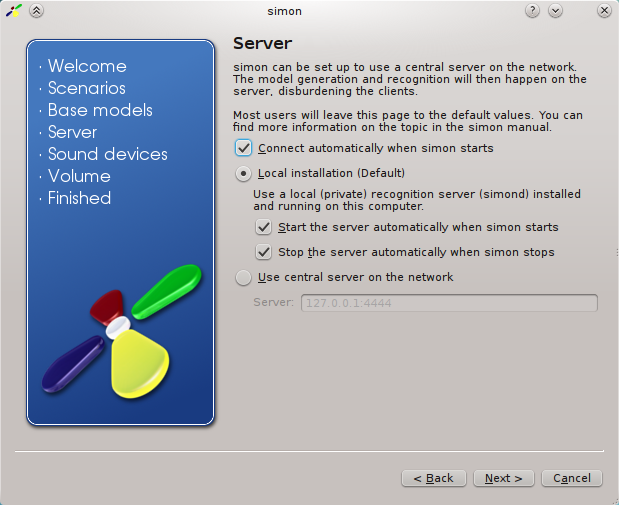 simon
· Welcome
· Scenarios
· Base models
· Server
· Sound devices
· Volume
· Finished
Server
simon can be set up to use a central server on the network.
The model generation and recognition will then happen on the
server, disburdening the clients.
Most users will leave this page to the default values. You can
find more information on the topic in the simon manual.
Connect automatically when simon starts
Local installation (Default)
Use a local (private) recognition server (simond) installed
and running on this computer.
Start the server automatically when simon starts
Stop the server automatically when simon stops
Use central server on the network
Server: 127.0.0.1:4444
< Back Next > Cancel